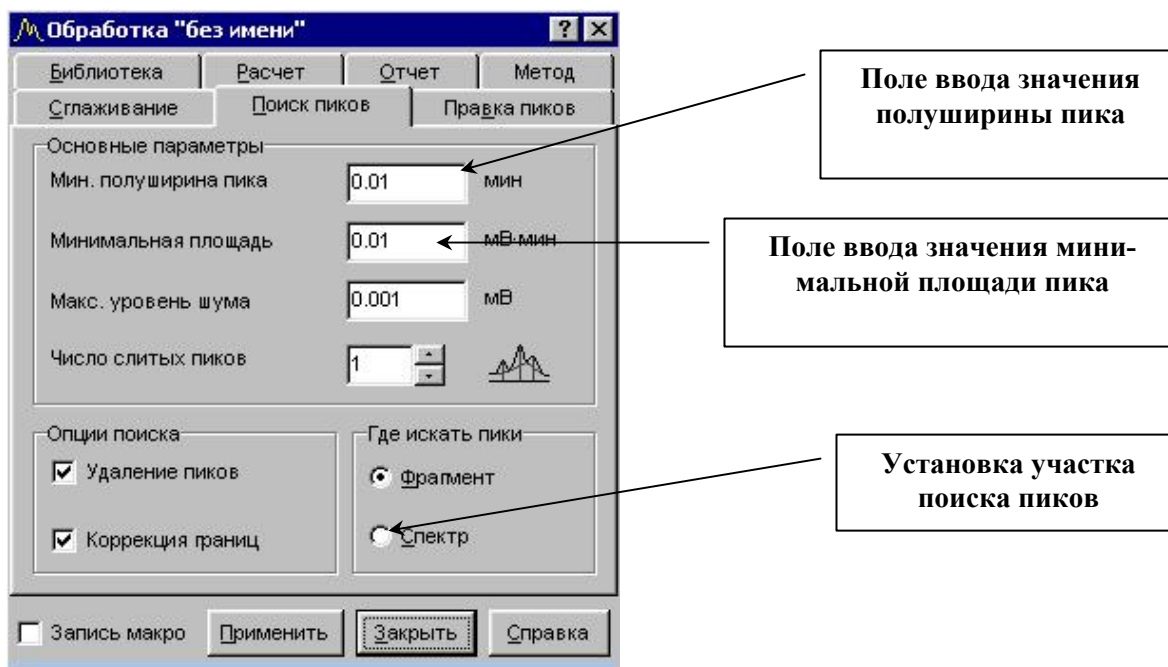 Обработка "без имени"
Библиотека Расчет Отчет Метод
Сглаживание Поиск пиков Правка пиков
Основные параметры
Мин. полуширина пика 0.01 мин
Минимальная площадь 0.01 мВ·мин
Макс. уровень шума 0.001 мВ
Число слитых пиков 1
Опции поиска
Удаление пиков
Коррекция границ
Где искать пики
Фрагмент
Спектр
Запись макро Применить Закрыть Справка
Поле ввода значения
полуширины пика
Поле ввода значения мини-
мальной площади пика
Установка участка
поиска пиков